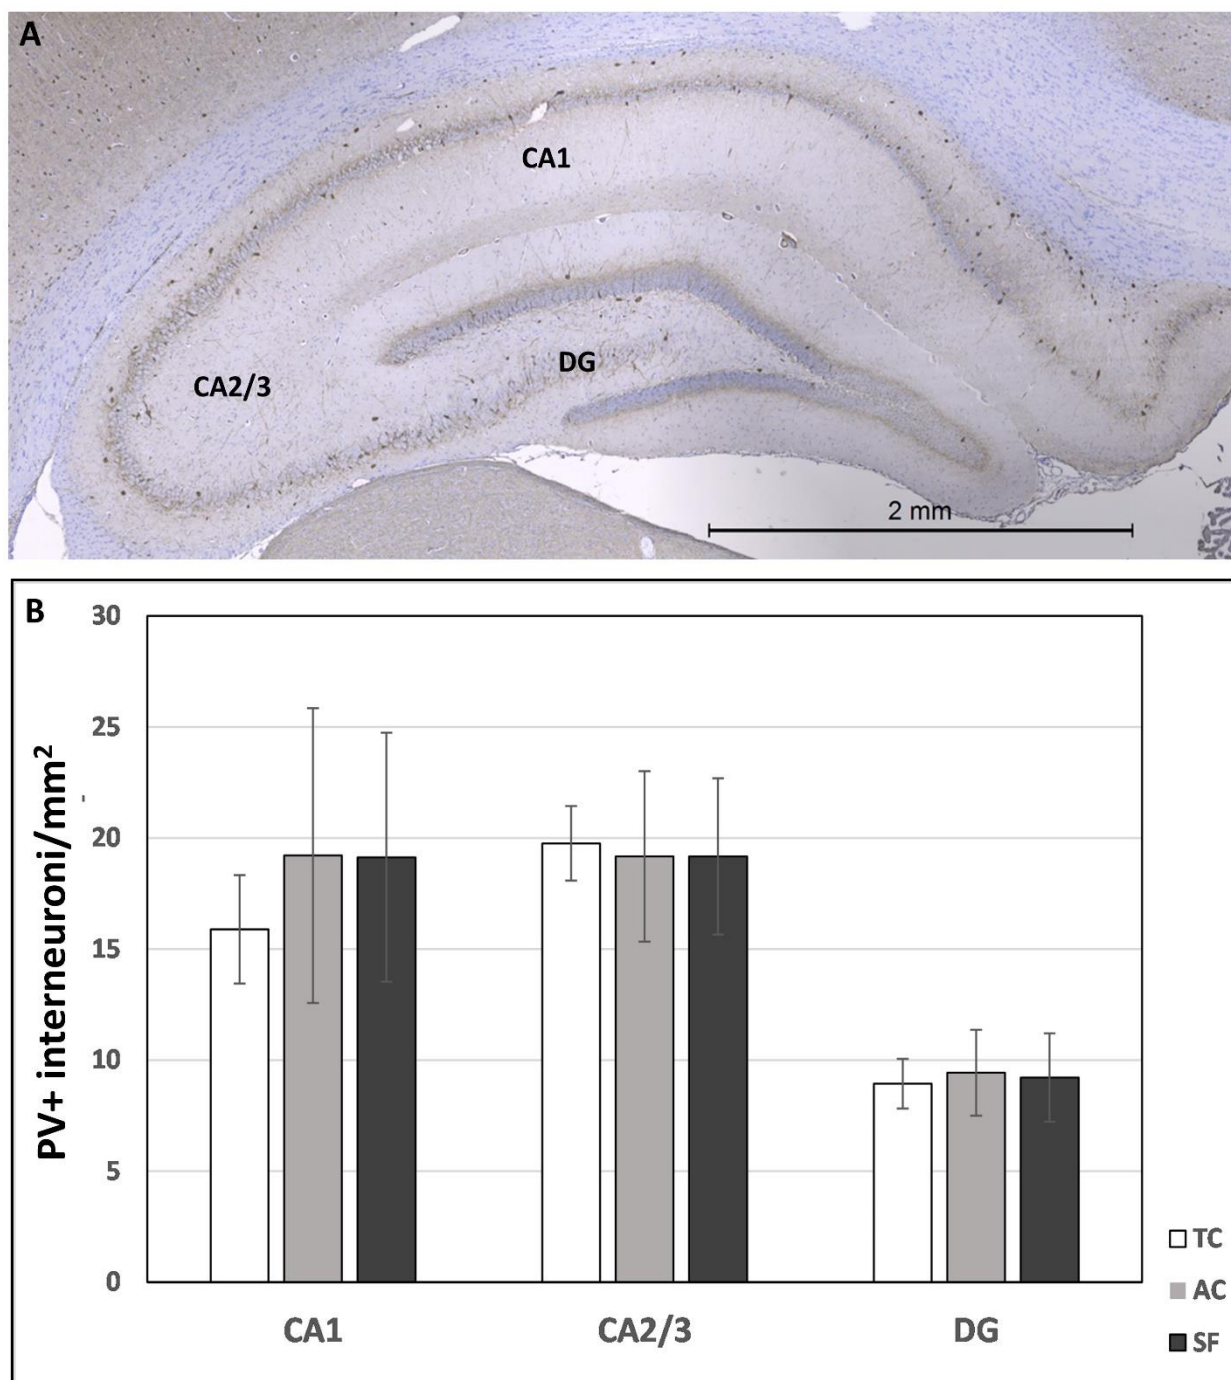 A
CA1
CA2/3
DG
2 mm
B
PV+ interneuroni/mm²
30
25
20
15
10
5
0
CA1
CA2/3
DG
TC
AC
SF